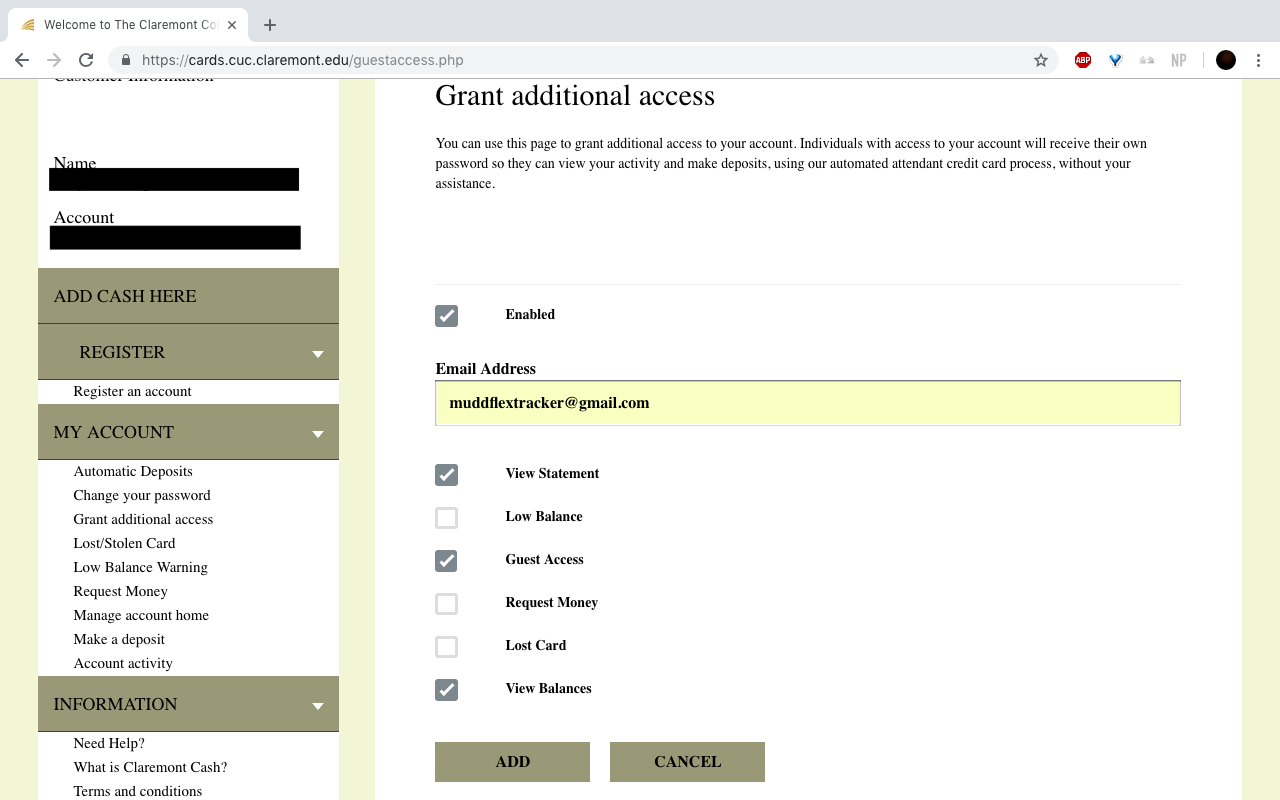 Welcome to The Claremont Co
https://cards.cuc.claremont.edu/guestaccess.php
ABP
NP
Customer Information
Name
Account
ADD CASH HERE
REGISTER
Register an account
MY ACCOUNT
Automatic Deposits
Change your password
Grant additional access
Lost/Stolen Card
Low Balance Warning
Request Money
Manage account home
Make a deposit
Account activity
INFORMATION
Need Help?
What is Claremont Cash?
Terms and conditions
Grant additional access
You can use this page to grant additional access to your account. Individuals with access to your account will receive their own
password so they can view your activity and make deposits, using our automated attendant credit card process, without your
assistance.
Enabled
Email Address
muddflextracker@gmail.com
View Statement
Low Balance
Guest Access
Request Money
Lost Card
View Balances
ADD CANCEL